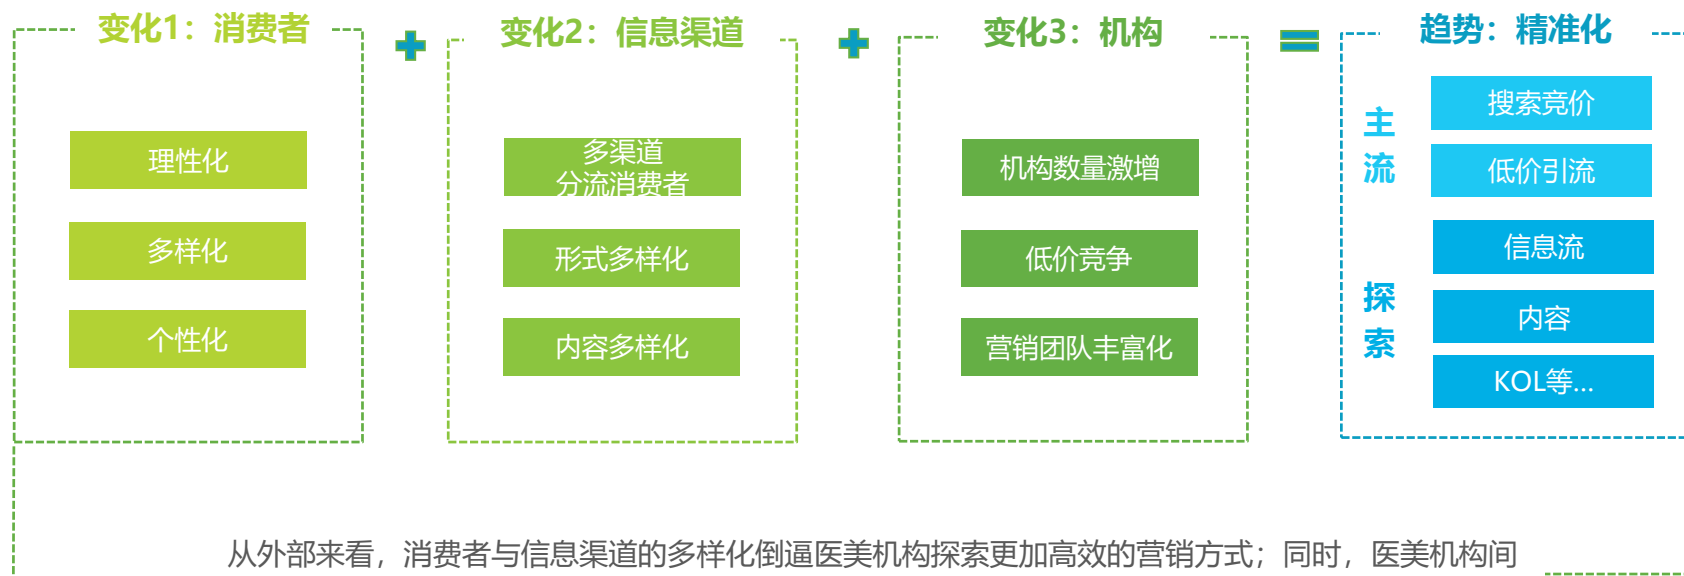 变化1：消费者
理性化
多样化
个性化
变化2：信息渠道
多渠道
分流消费者
形式多样化
内容多样化
变化3：机构
机构数量激增
低价竞争
营销团队丰富化
趋势：精准化
主流
搜索竞价
低价引流
探索
信息流
内容
KOL等...
从外部来看，消费者与信息渠道的多样化倒逼医美机构探索更加高效的营销方式；同时，医美机构间